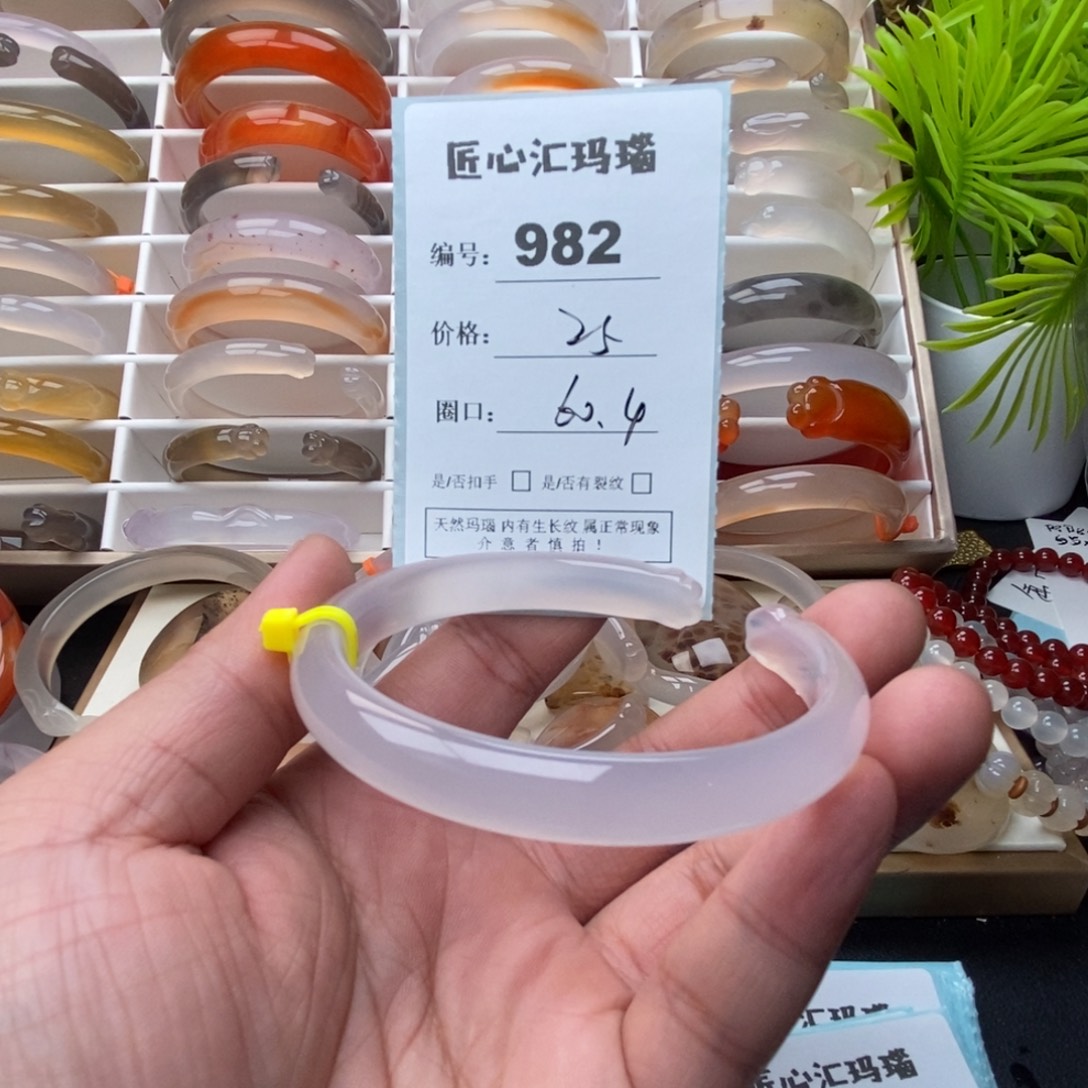 匠心汇玛瑙
编号: 982
价格: 25
圈口: 60.4
是/否扣手 □ 是/否有裂纹 □
天然玛瑙 内有生长纹 属正常现象
介意者慎拍!
匠心汇玛瑙